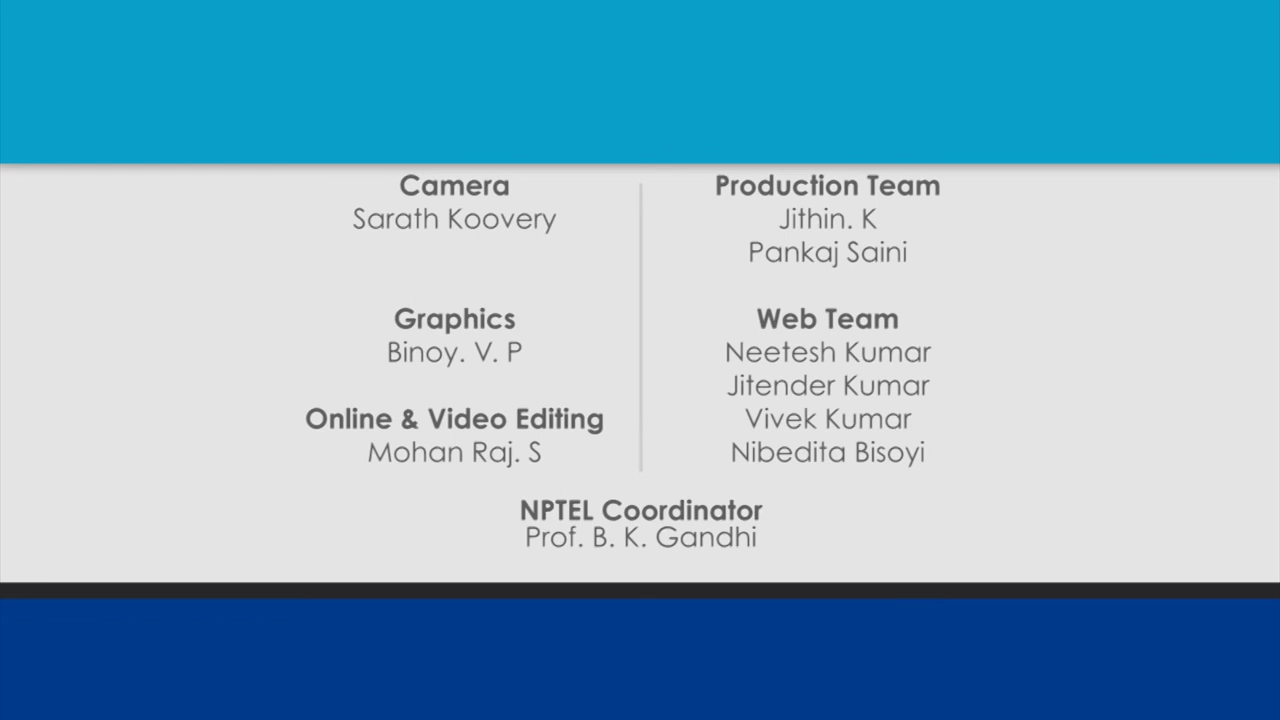 Camera
Sarath Koovery
Graphics
Binoy. V. P
Online & Video Editing
Mohan Raj. S
Production Team
Jithin. K
Pankaj Saini
Web Team
Neetesh Kumar
Jitender Kumar
Vivek Kumar
Nibedita Bisoyi
NPTEL Coordinator
Prof. B. K. Gandhi